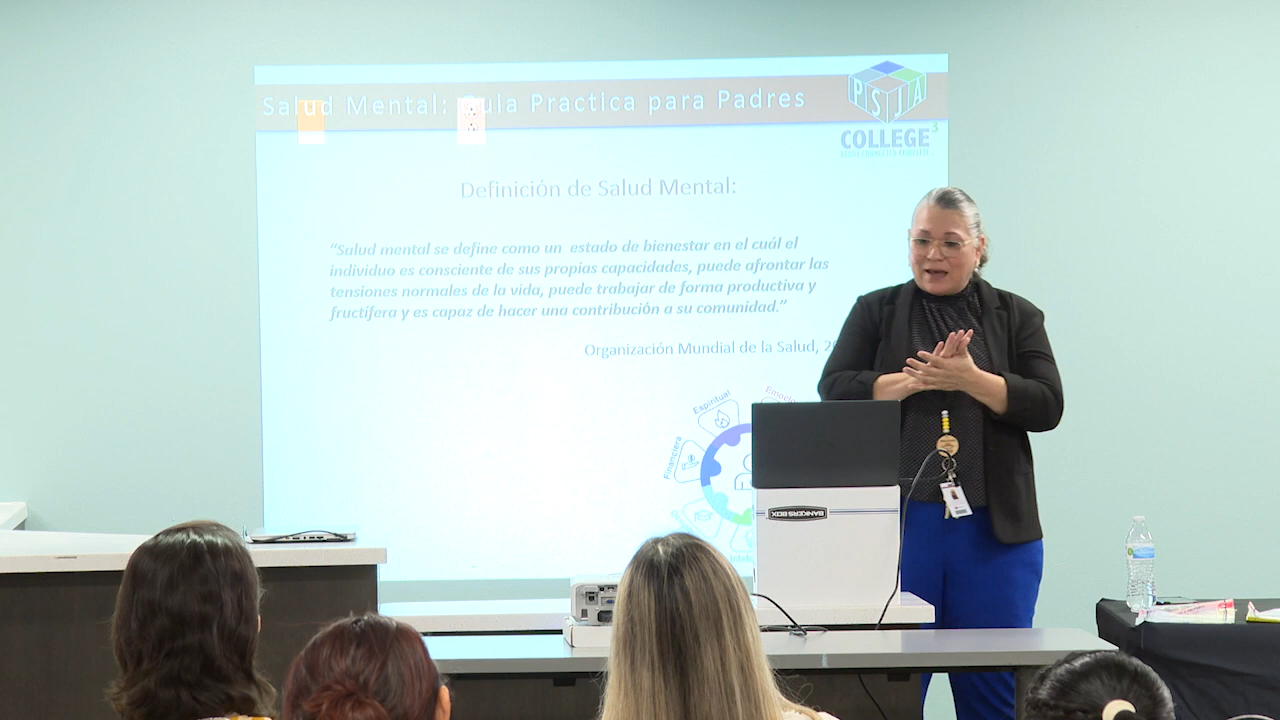 Salud Mental: Guia Practica para Padres
PSJA
COLLEGE³
Definición de Salud Mental:
“Salud mental se define como un estado de bienestar en el cuál el
individuo es consciente de sus propias capacidades, puede afrontar las
tensiones normales de la vida, puede trabajar de forma productiva y
fructífera y es capaz de hacer una contribución a su comunidad.”
Organización Mundial de la Salud,
Espiritual
Financiera
BANKERS BOX